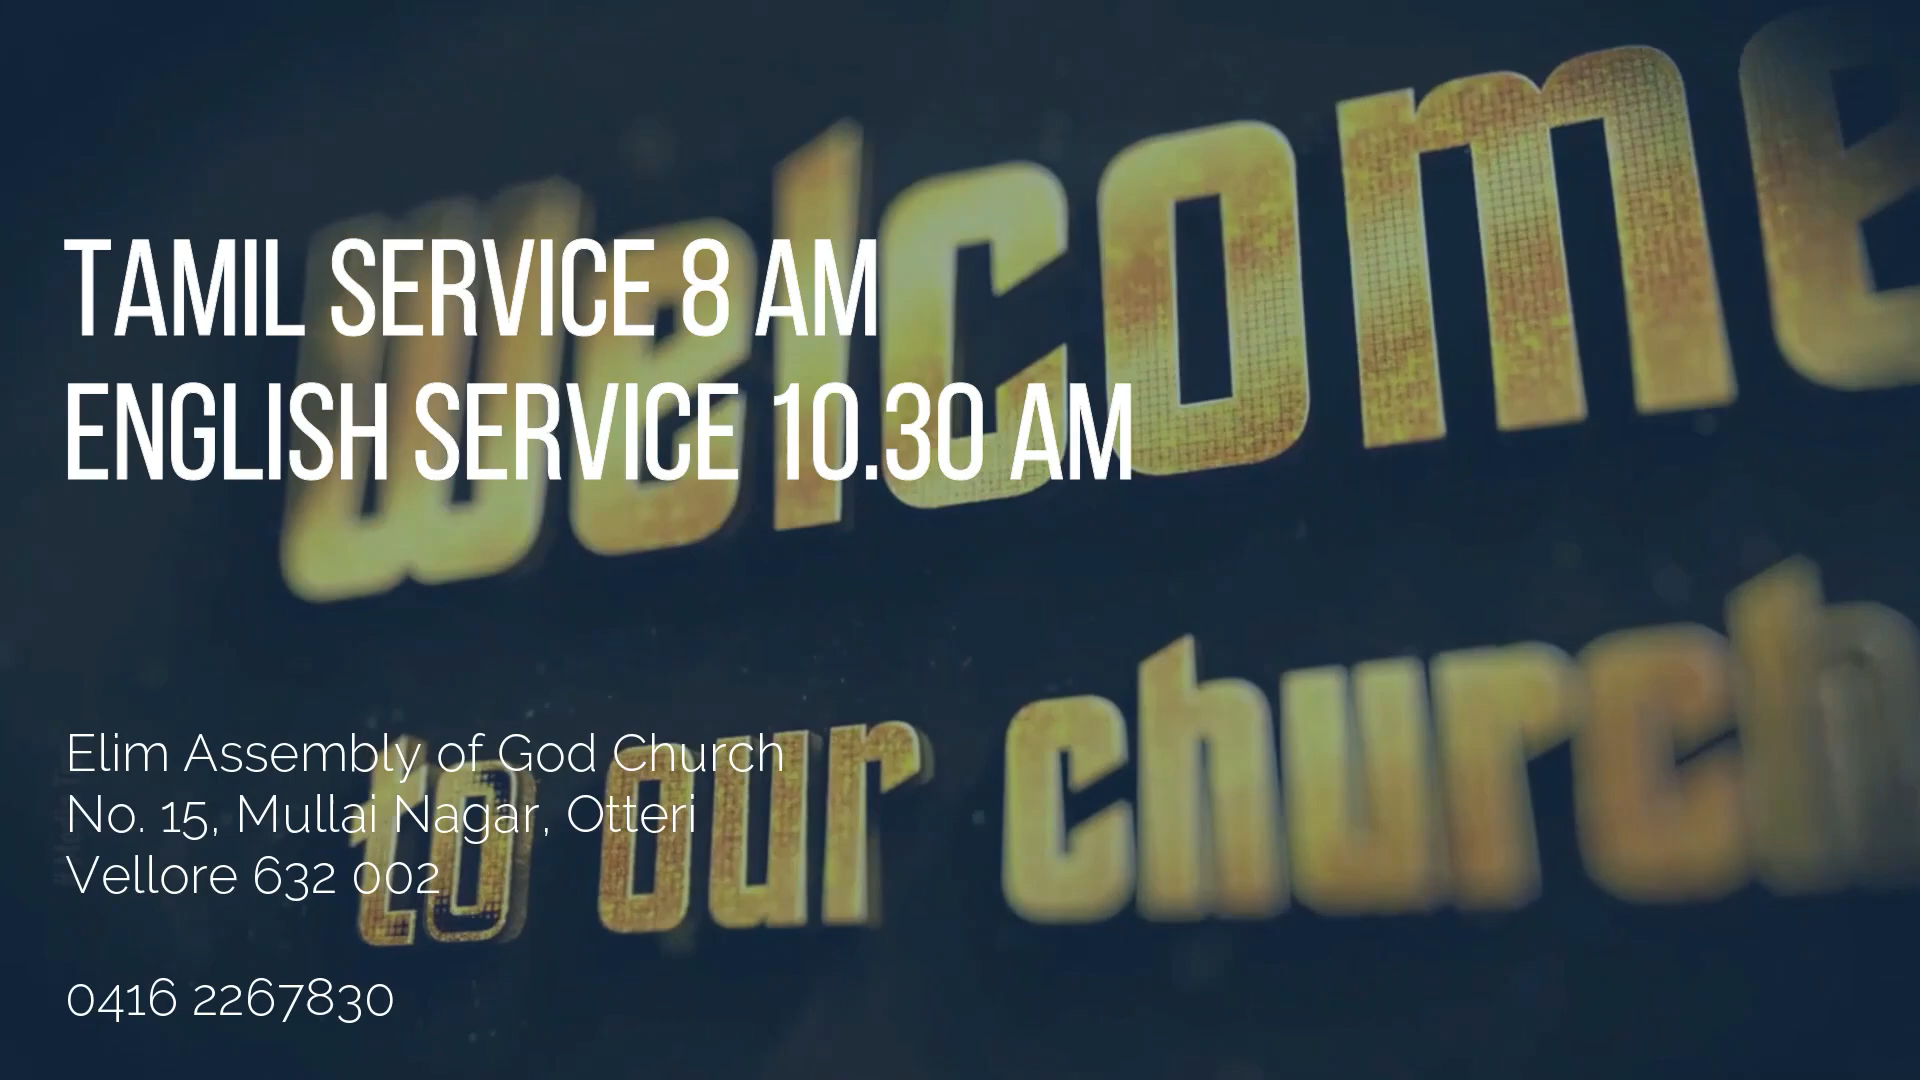 Welcome
TAMIL SERVICE 8 AM
ENGLISH SERVICE 10.30 AM
to our church
Elim Assembly of God Church
No. 15, Mullai Nagar, Otteri
Vellore 632 002
0416 2267830